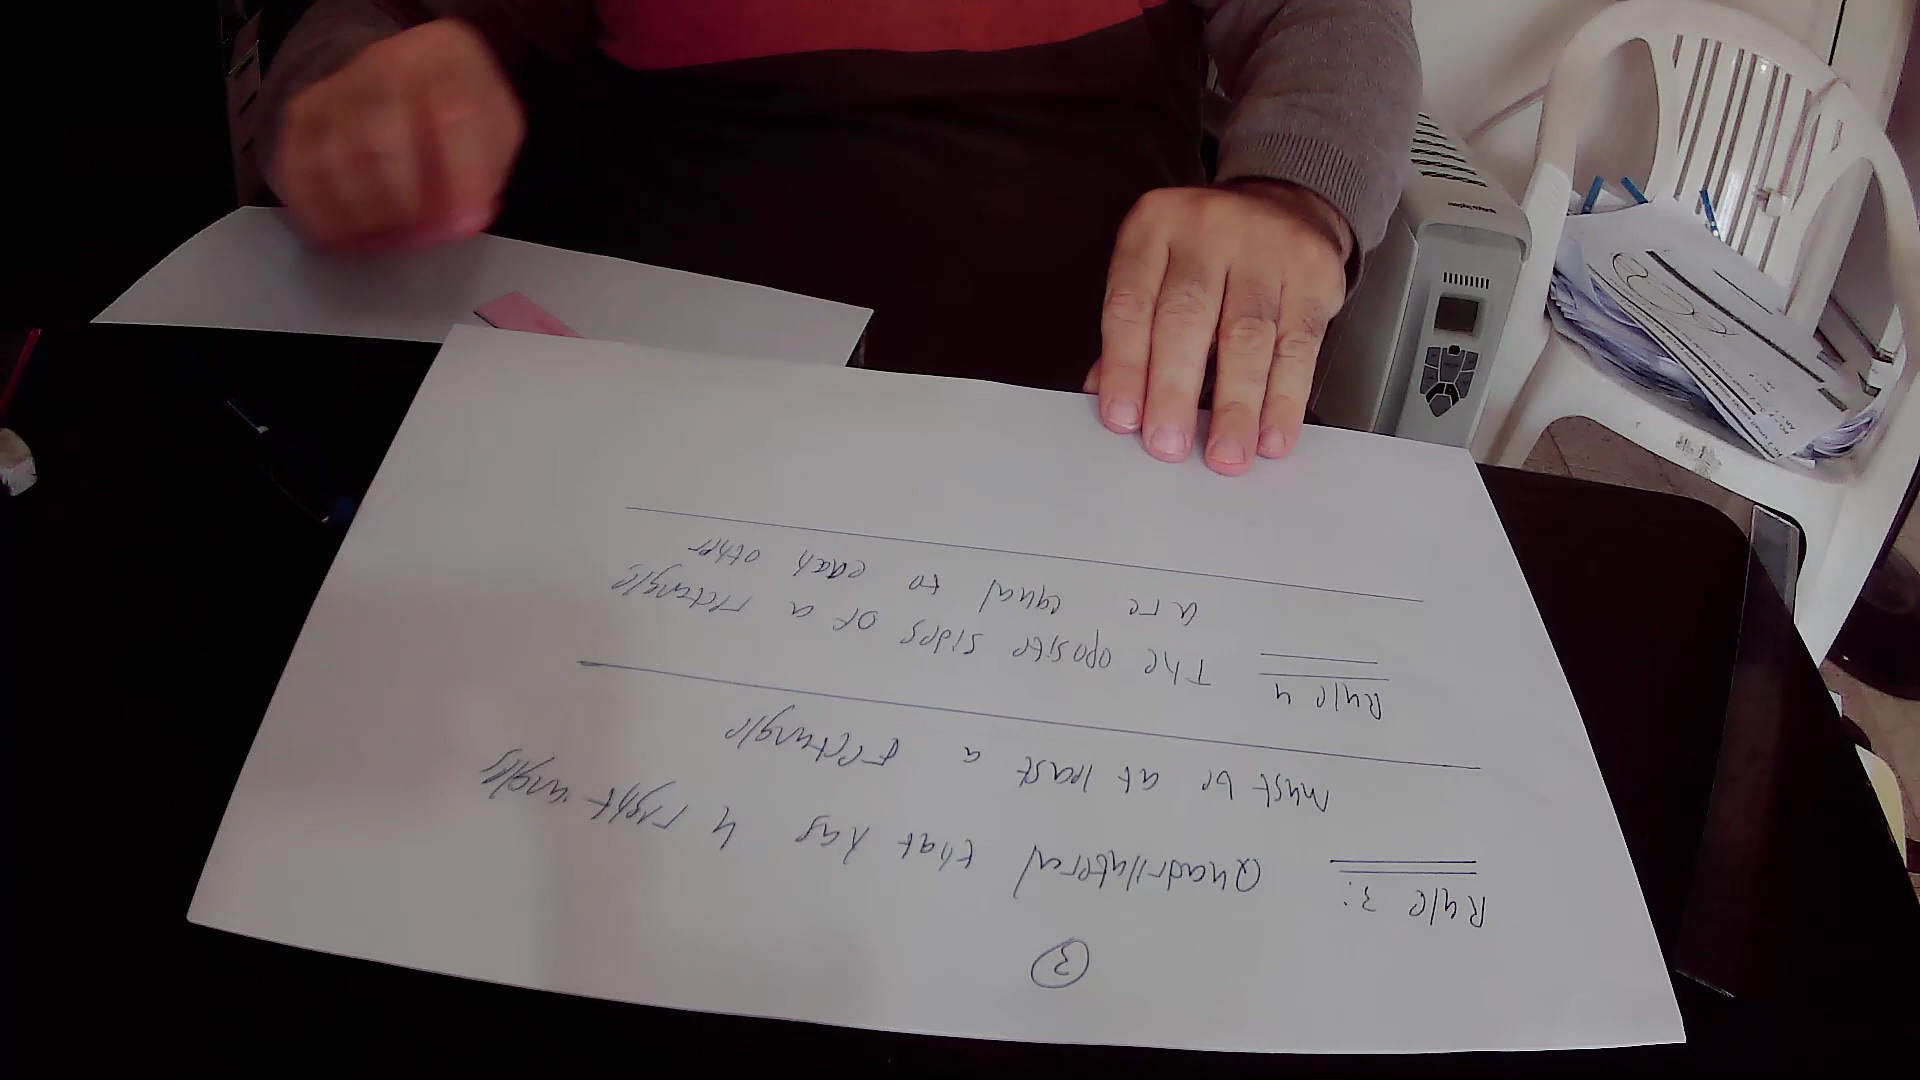 3
Rule 3: Quadrilateral that has 4 right-angles
must be at least a rectangle
Rule 4 The oposite sides of a rectangle
are equal to each other